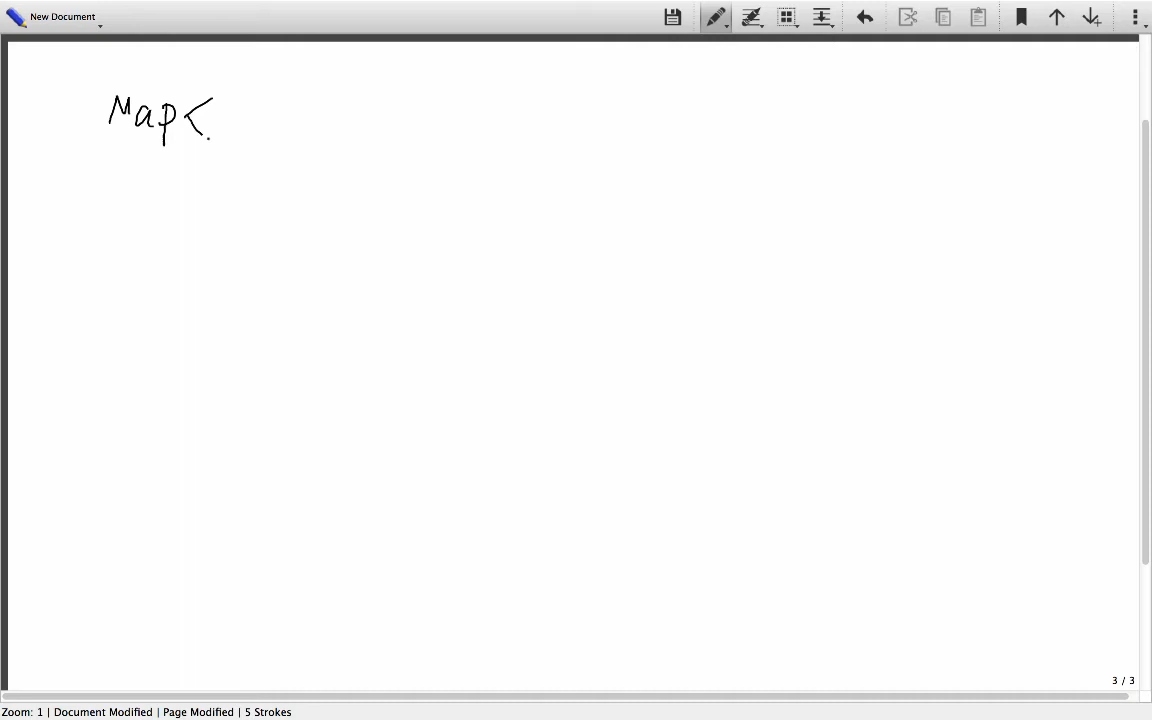 New Document
Map<
3 / 3
Zoom: 1 | Document Modified | Page Modified | 5 Strokes